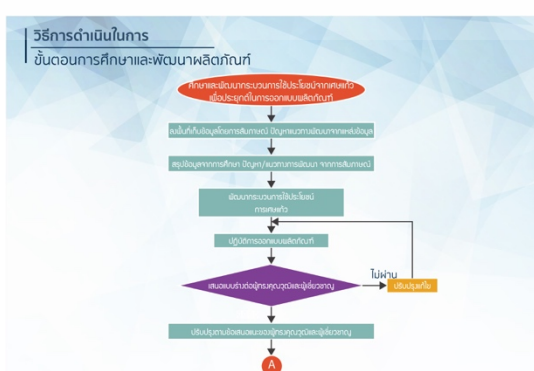 วิธีการดำเนินในการ
ขั้นตอนการศึกษาและพัฒนาผลิตภัณฑ์
ศึกษาและพัฒนากระบวนการใช้ประโยชน์จากเศษแก้ว
เพื่อประยุกต์ในการออกแบบผลิตภัณฑ์
ลงพื้นที่เก็บข้อมูลโดยการสัมภาษณ์ ปัญหาแนวทางพัฒนาจากแหล่งข้อมูล
สรุปข้อมูลจากการศึกษา ปัญหา/แนวทางการพัฒนา จากการสัมภาษณ์
พัฒนากระบวนการใช้ประโยชน์
การเศษแก้ว
ปฏิบัติการออกแบบผลิตภัณฑ์
เสนอแบบร่างต่อผู้ทรงคุณวุฒิและผู้เชี่ยวชาญ
ไม่ผ่าน
ปรับปรุงแก้ไข
ปรับปรุงตามข้อเสนอแนะของผู้ทรงคุณวุฒิและผู้เชี่ยวชาญ
A